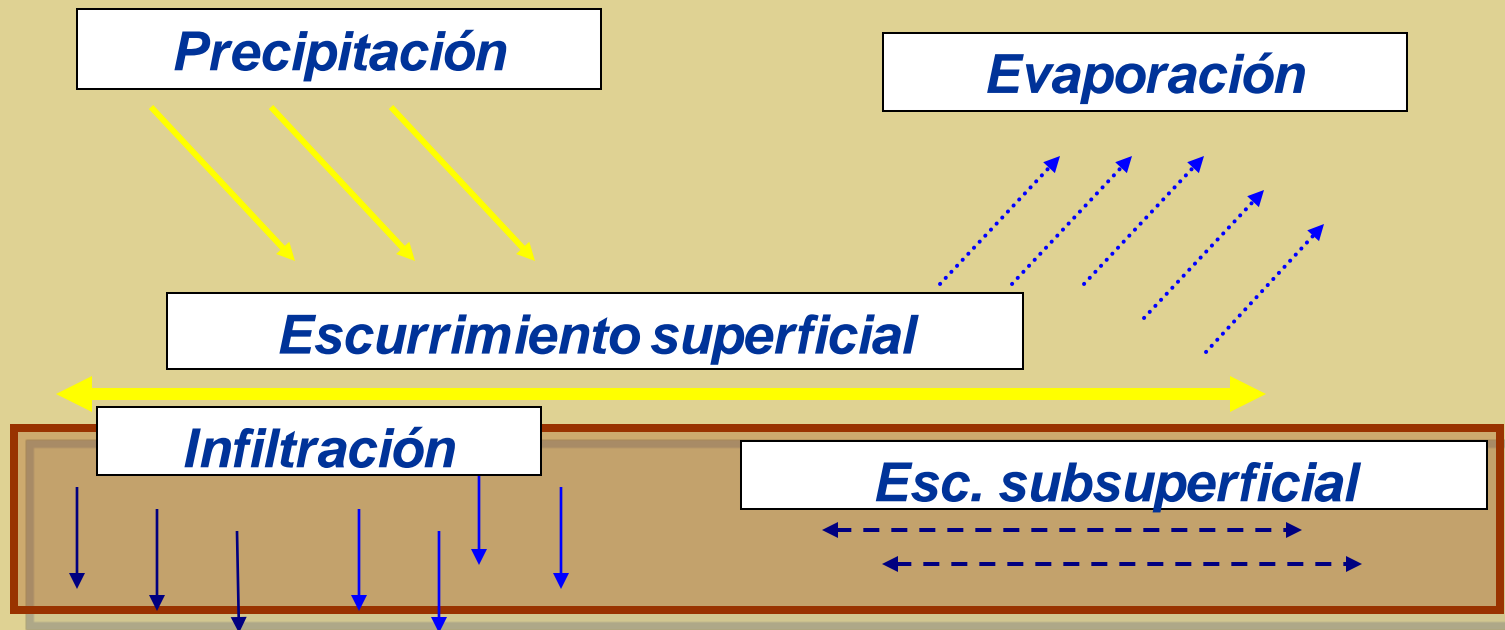 Precipitación
Evaporación
Escurrimiento superficial
Infiltración
Esc. subsuperficial